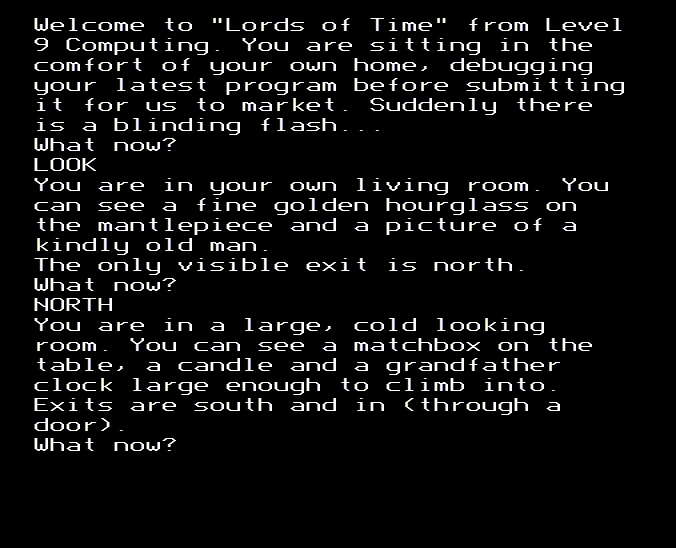 Welcome to "Lords of Time" from Level
9 Computing. You are sitting in the
comfort of your own home, debugging
your latest program before submitting
it for us to market. Suddenly there
is a blinding flash...
What now?
LOOK
You are in your own living room. You
can see a fine golden hourglass on
the mantlepiece and a picture of a
kindly old man.
The only visible exit is north.
What now?
NORTH
You are in a large, cold looking
room. You can see a matchbox on the
table, a candle and a grandfather
clock large enough to climb into.
Exits are south and in (through a
door).
What now?